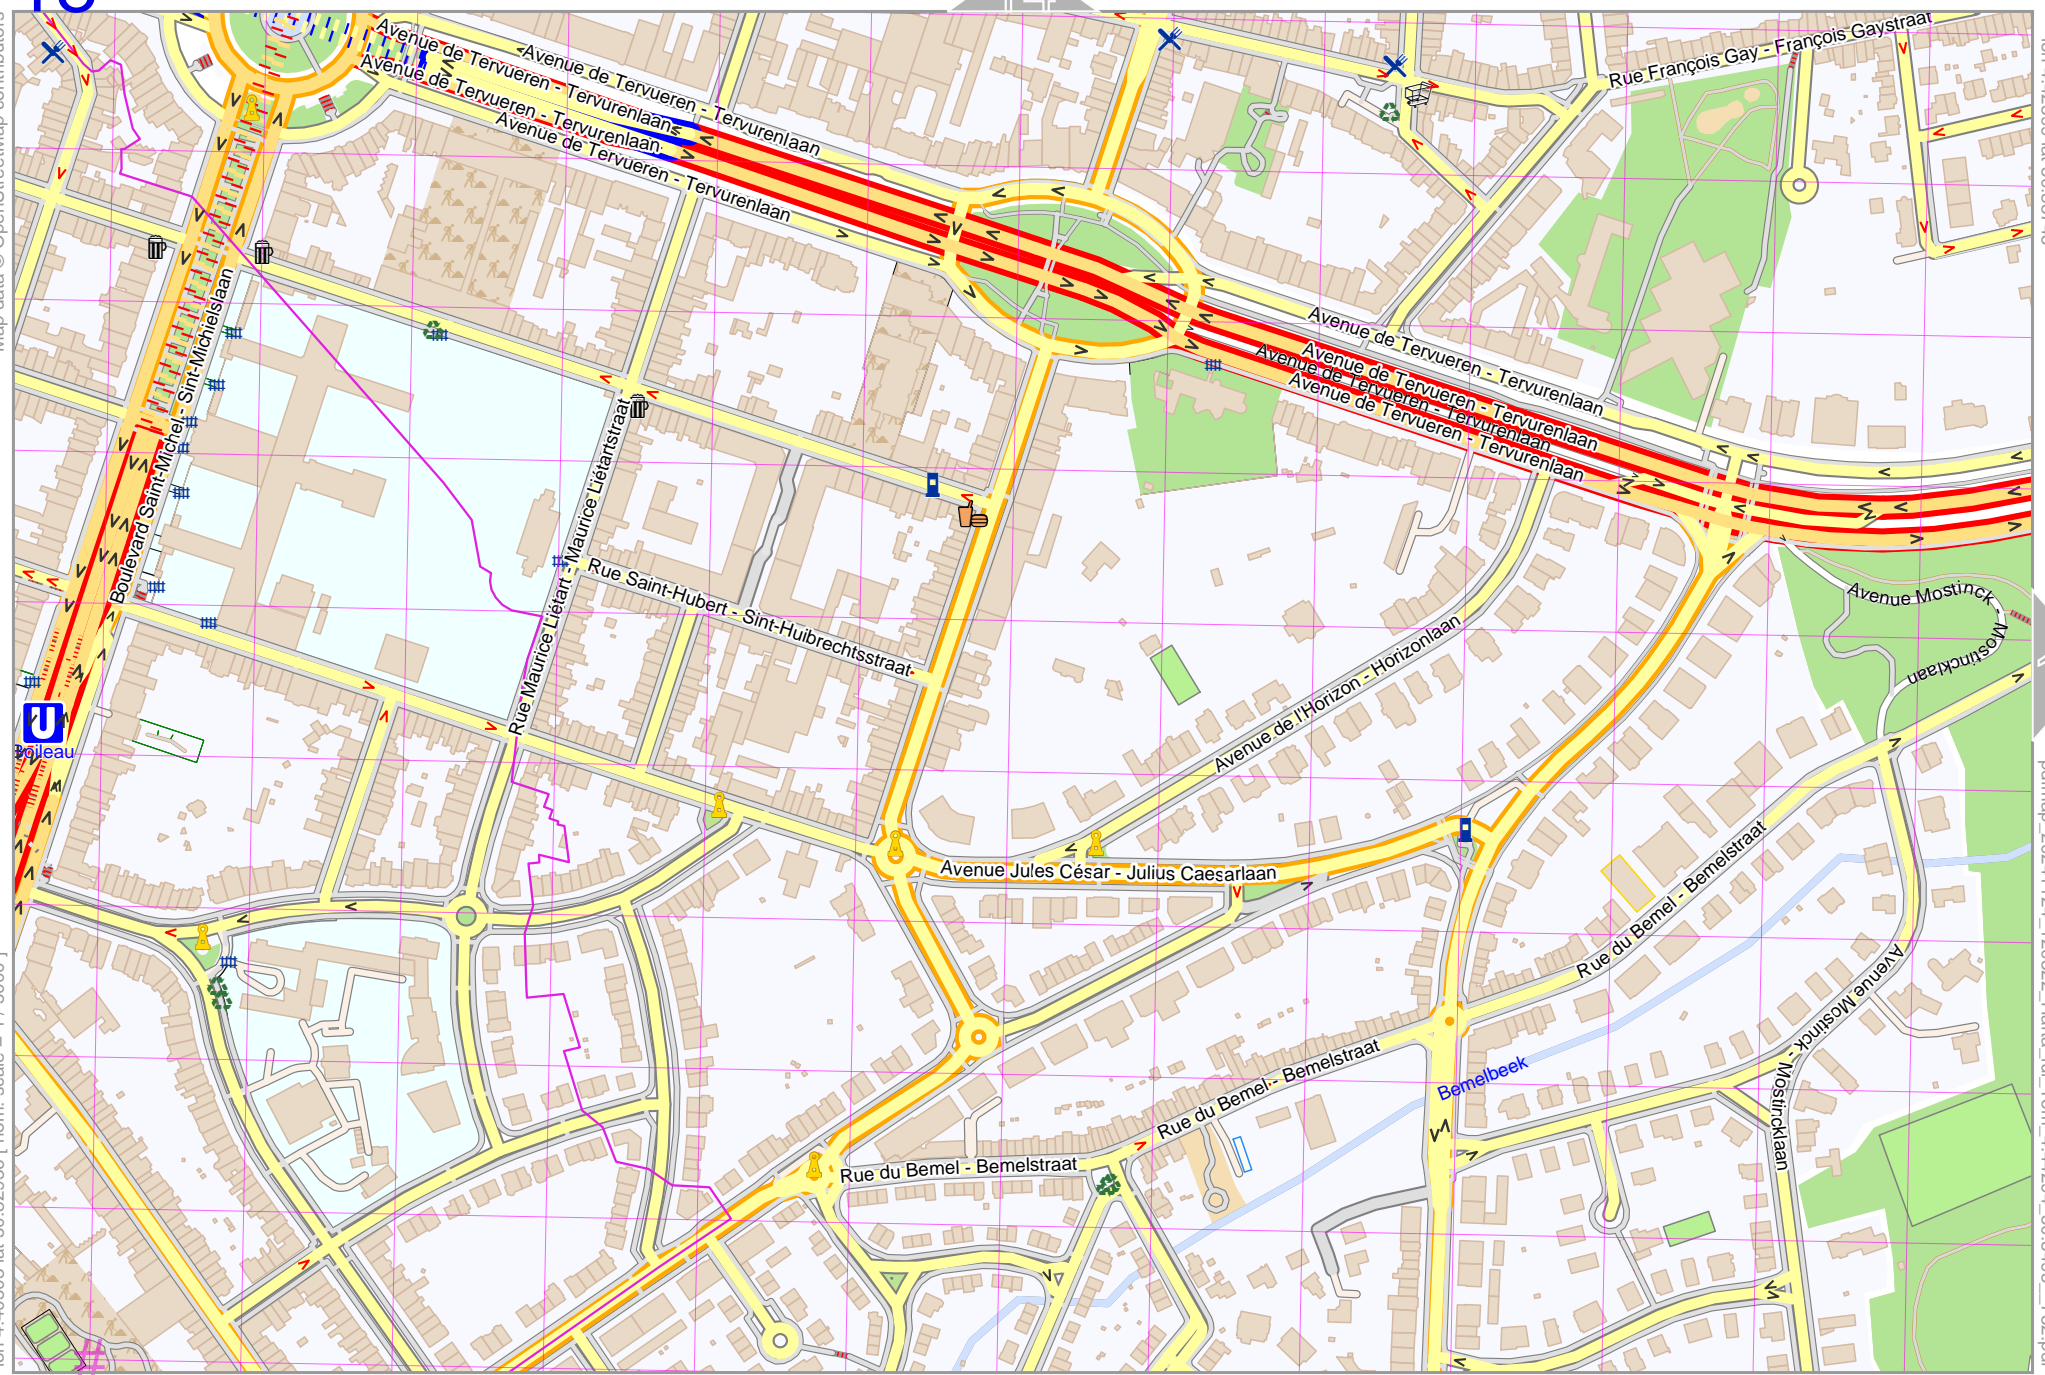 Avenue de Tervueren - Tervurenlaan
Avenue de Tervueren - Tervurenlaan
Avenue de Tervueren - Tervurenlaan
Avenue de Tervueren - Tervurenlaan
Rue François Gay - François Gaystraat
Boulevard Saint-Michel - Sint-Michielslaan
Avenue de Tervueren - Tervurenlaan
Avenue de Tervueren - Tervurenlaan
Avenue de Tervueren - Tervurenlaan
Avenue de Tervueren - Tervurenlaan
Rue Maurice Liétart - Maurice Liétartstraat
Rue Saint-Hubert - Sint-Huibrechtsstraat
Avenue Mostinck - Mostincklaan
Avenue de l'Horizon - Horizonlaan
U
Boileau
Avenue Jules César - Julius Caesarlaan
Rue du Bemel - Bemelstraat
Avenue Mostinck - Mostincklaan
Rue du Bemel - Bemelstraat
Bemelbeek
Rue du Bemel - Bemelstraat